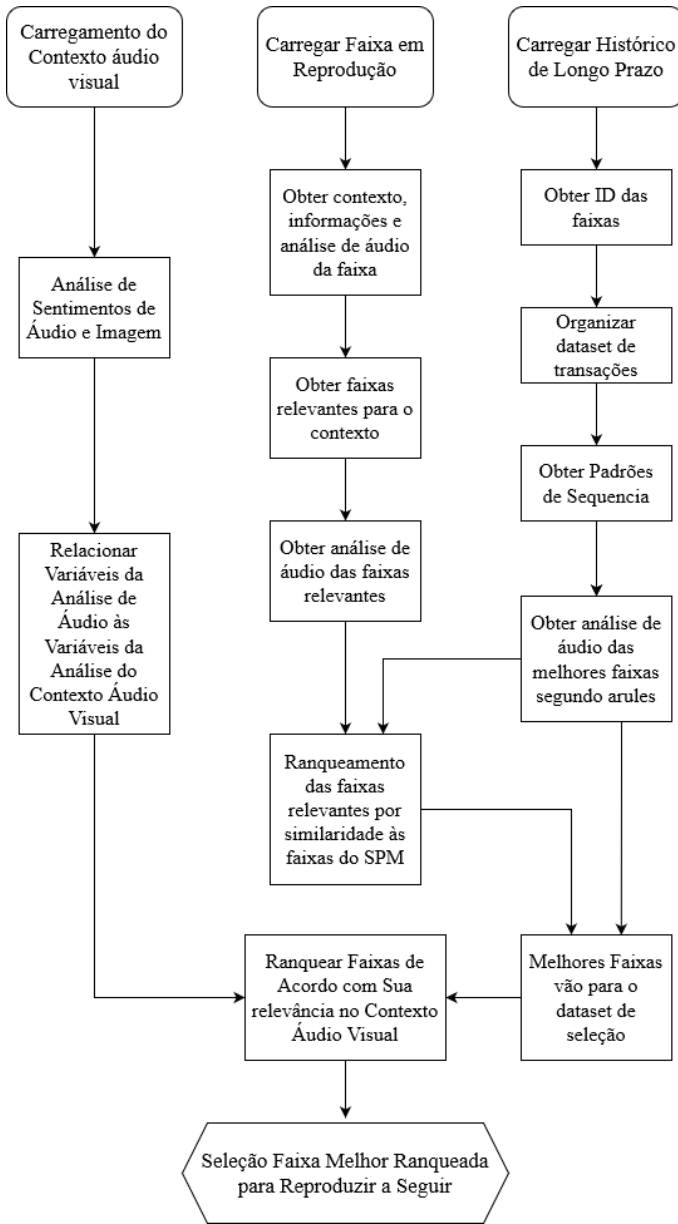 Carregamento do
Contexto áudio
visual
Carregar Faixa em
Reprodução
Carregar Histórico
de Longo Prazo
Obter contexto,
informações e
análise de áudio
da faixa
Obter ID das
faixas
Análise de
Sentimentos de
Áudio e Imagem
Organizar
dataset de
transações
Obter faixas
relevantes para o
contexto
Obter Padrões
de Sequencia
Relacionar
Variáveis da
Análise de
Áudio às
Variáveis da
Análise do
Contexto Áudio
Visual
Obter análise de
áudio das faixas
relevantes
Obter análise de
áudio das
melhores faixas
segundo arules
Ranqueamento
das faixas
relevantes por
similaridade às
faixas do SPM
Ranquear Faixas de
Acordo com Sua
relevância no Contexto
Áudio Visual
Melhores Faixas
vão para o
dataset de
seleção
Seleção Faixa Melhor Ranqueada
para Reproduzir a Seguir